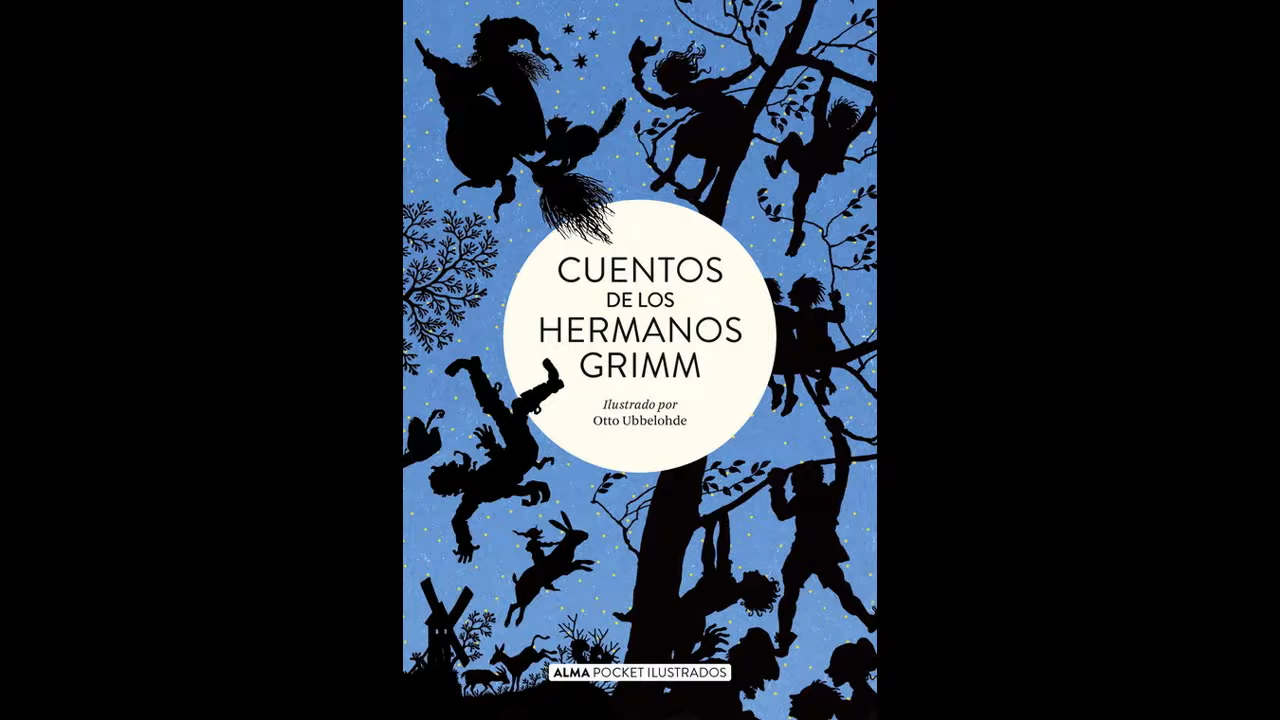 CUENTOS
DE LOS
HERMANOS
GRIMM
Ilustrado por
Otto Ubbelohde
ALMA POCKET ILUSTRADOS